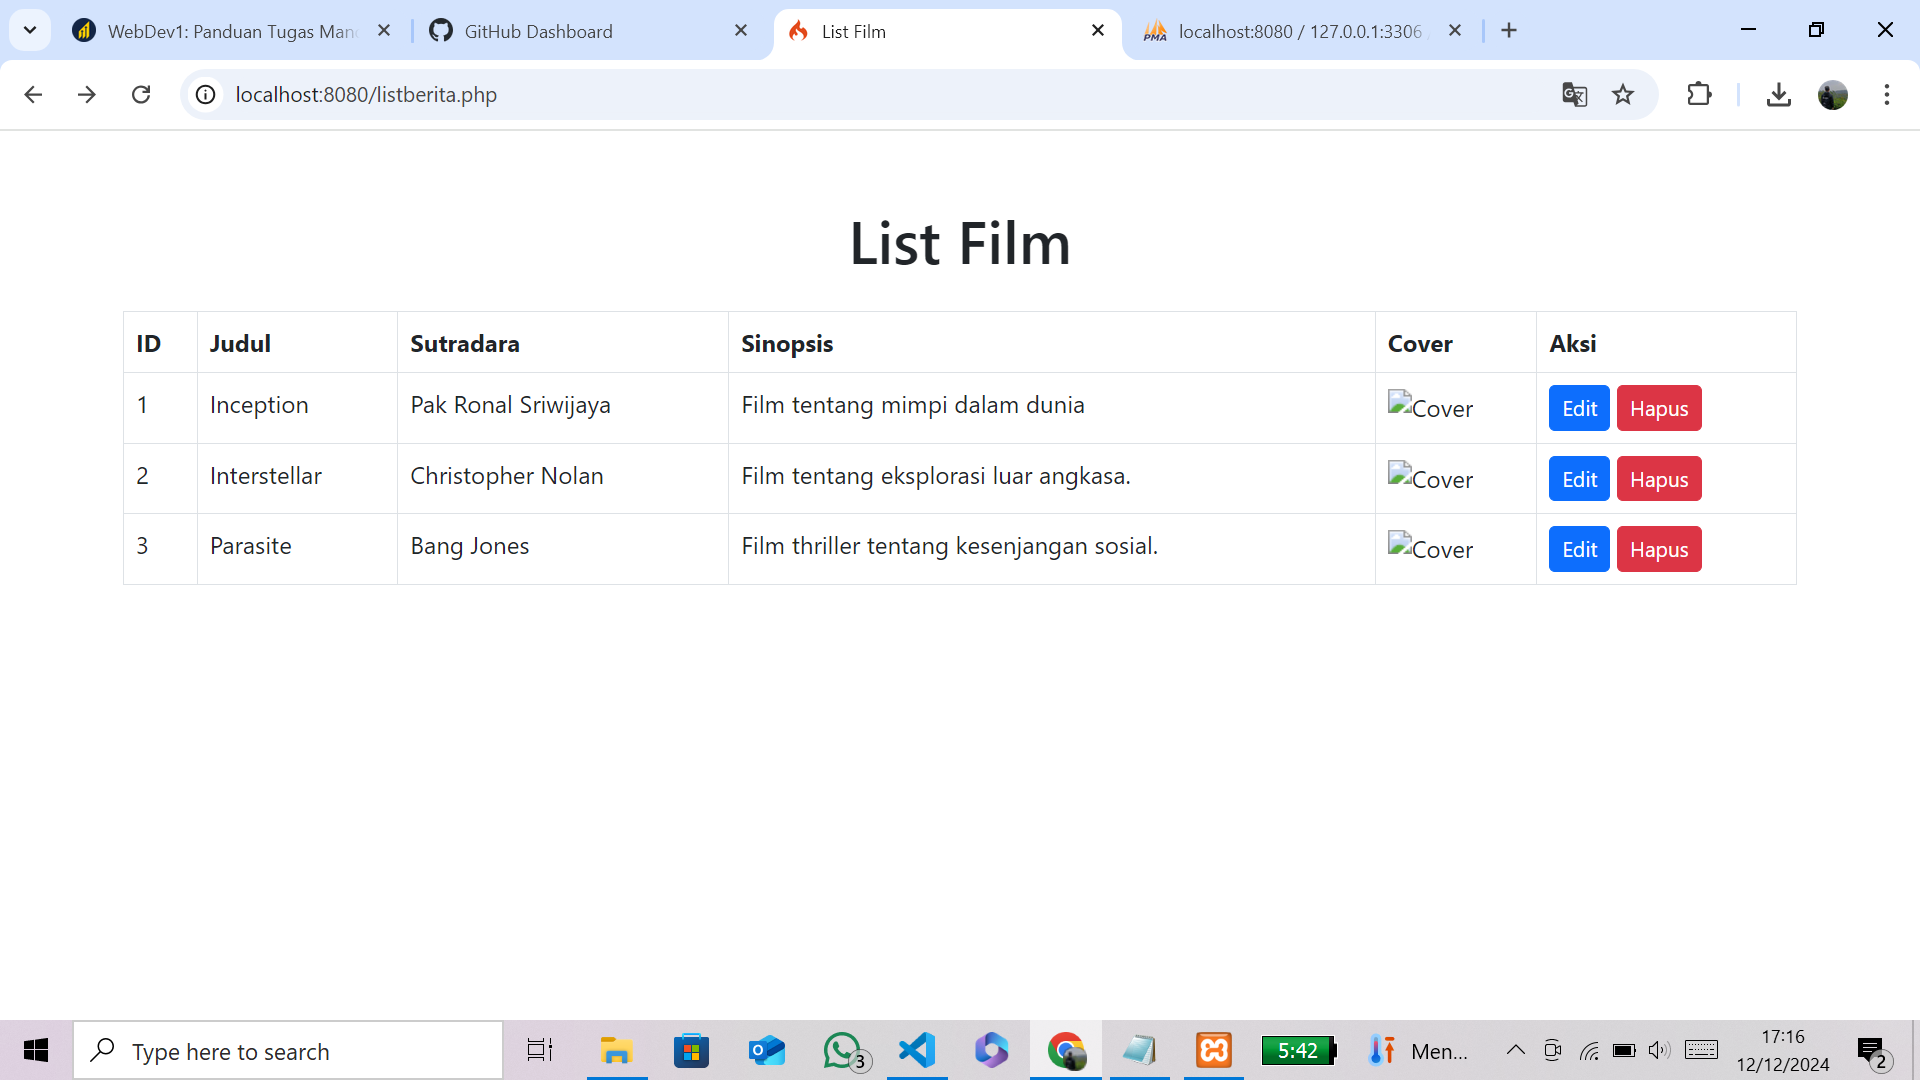 WebDev1: Panduan Tugas Mand
GitHub Dashboard
List Film
localhost:8080 / 127.0.0.1:3306 /
localhost:8080/listberita.php
List Film
ID Judul Sutradara Sinopsis Cover Aksi
1 Inception Pak Ronal Sriwijaya Film tentang mimpi dalam dunia Cover Edit Hapus
2 Interstellar Christopher Nolan Film tentang eksplorasi luar angkasa. Cover Edit Hapus
3 Parasite Bang Jones Film thriller tentang kesenjangan sosial. Cover Edit Hapus
Type here to search
3
5:42
Men...
17:16
12/12/2024
2